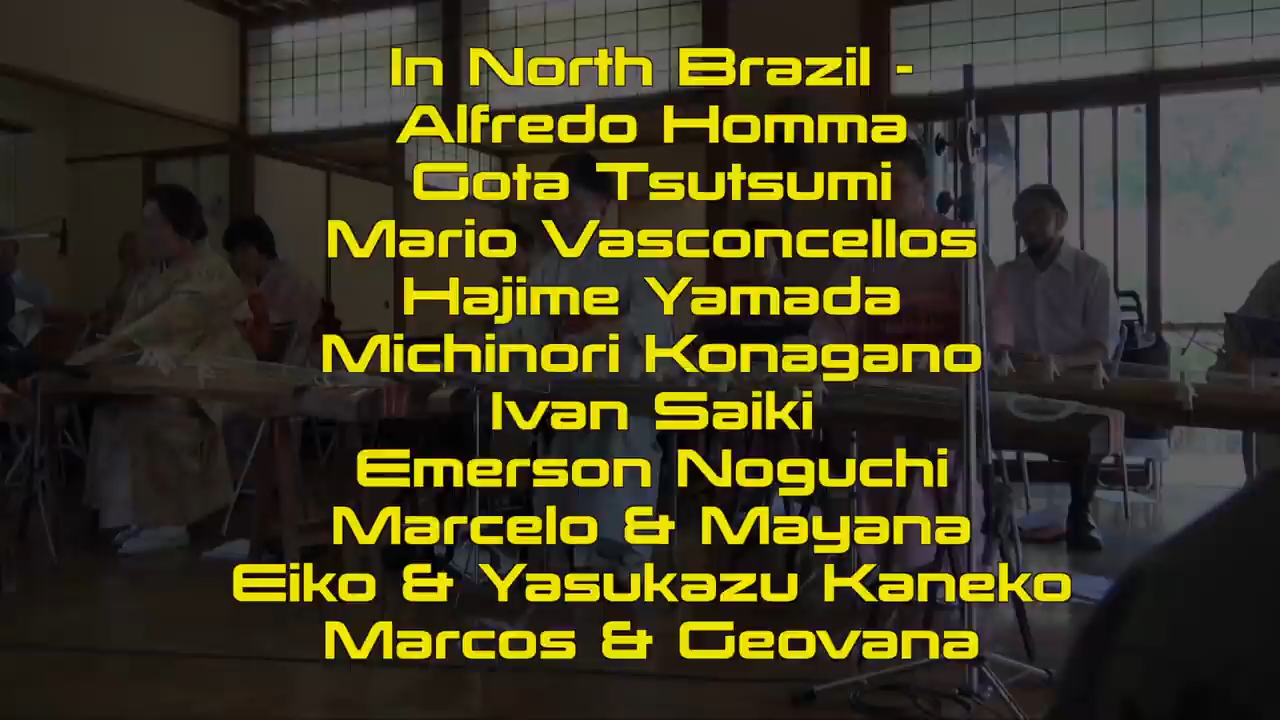 In North Brazil -
Alfredo Homma
Gota Tsutsumi
Mario Vasconcellos
Hajime Yamada
Michinori Konagano
Ivan Saiki
Emerson Noguchi
Marcelo & Mayana
Eiko & Yasukazu Kaneko
Marcos & Geovana